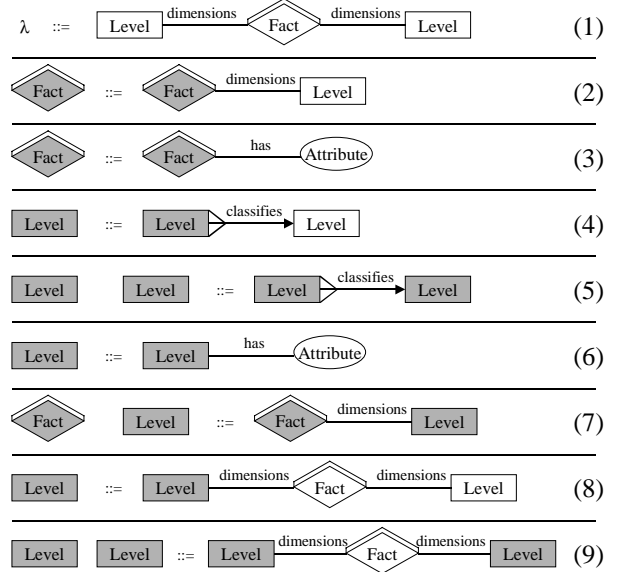 dimensions dimensions
λ ::= Level Fact Level (1)
dimensions
Fact ::= Fact Level (2)
has
Fact ::= Fact Attribute (3)
classifies
Level ::= Level Level (4)
classifies
Level Level ::= Level Level (5)
has
Level ::= Level Attribute (6)
dimensions
Fact Level ::= Fact Level (7)
dimensions dimensions
Level ::= Level Fact Level (8)
dimensions dimensions
Level Level ::= Level Fact Level (9)